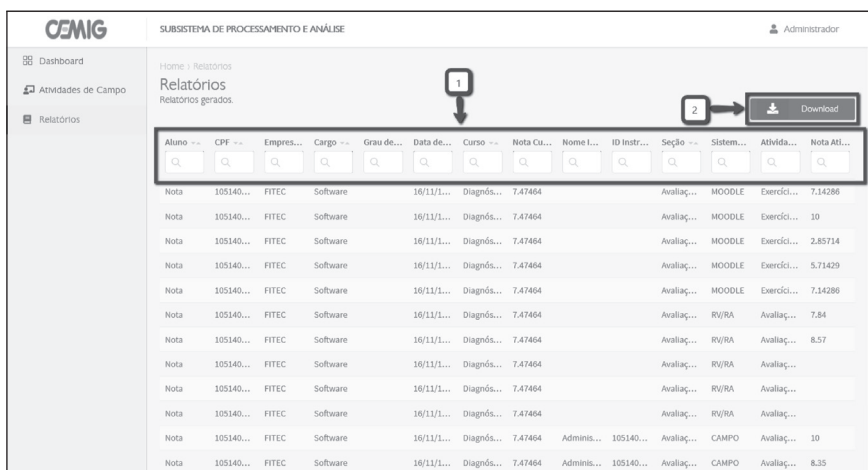 CEMIG
SUBSISTEMA DE PROCESSAMENTO E ANÁLISE
Administrador
Dashboard
Atividades de Campo
Relatórios
Home › Relatórios
Relatórios
Relatórios gerados.
1
2
Download
Aluno CPF Empres... Cargo Grau de... Data de... Curso Nota Cu... Nome I... ID Instr... Seção Sistem... Ativida... Nota Ati...
Nota 105140... FITEC Software 16/11/1... Diagnós... 7.47464 Avaliaç... MOODLE Exercíci... 7.14286
Nota 105140... FITEC Software 16/11/1... Diagnós... 7.47464 Avaliaç... MOODLE Exercíci... 10
Nota 105140... FITEC Software 16/11/1... Diagnós... 7.47464 Avaliaç... MOODLE Exercíci... 2.85714
Nota 105140... FITEC Software 16/11/1... Diagnós... 7.47464 Avaliaç... MOODLE Exercíci... 5.71429
Nota 105140... FITEC Software 16/11/1... Diagnós... 7.47464 Avaliaç... MOODLE Exercíci... 7.14286
Nota 105140... FITEC Software 16/11/1... Diagnós... 7.47464 Avaliaç... RV/RA Avaliaç... 7.84
Nota 105140... FITEC Software 16/11/1... Diagnós... 7.47464 Avaliaç... RV/RA Avaliaç... 8.57
Nota 105140... FITEC Software 16/11/1... Diagnós... 7.47464 Avaliaç... RV/RA Avaliaç...
Nota 105140... FITEC Software 16/11/1... Diagnós... 7.47464 Avaliaç... RV/RA Avaliaç...
Nota 105140... FITEC Software 16/11/1... Diagnós... 7.47464 Avaliaç... RV/RA Avaliaç...
Nota 105140... FITEC Software 16/11/1... Diagnós... 7.47464 Adminis... 105140... Avaliaç... CAMPO Avaliaç... 10
Nota 105140... FITEC Software 16/11/1... Diagnós... 7.47464 Adminis... 105140... Avaliaç... CAMPO Avaliaç... 8.35